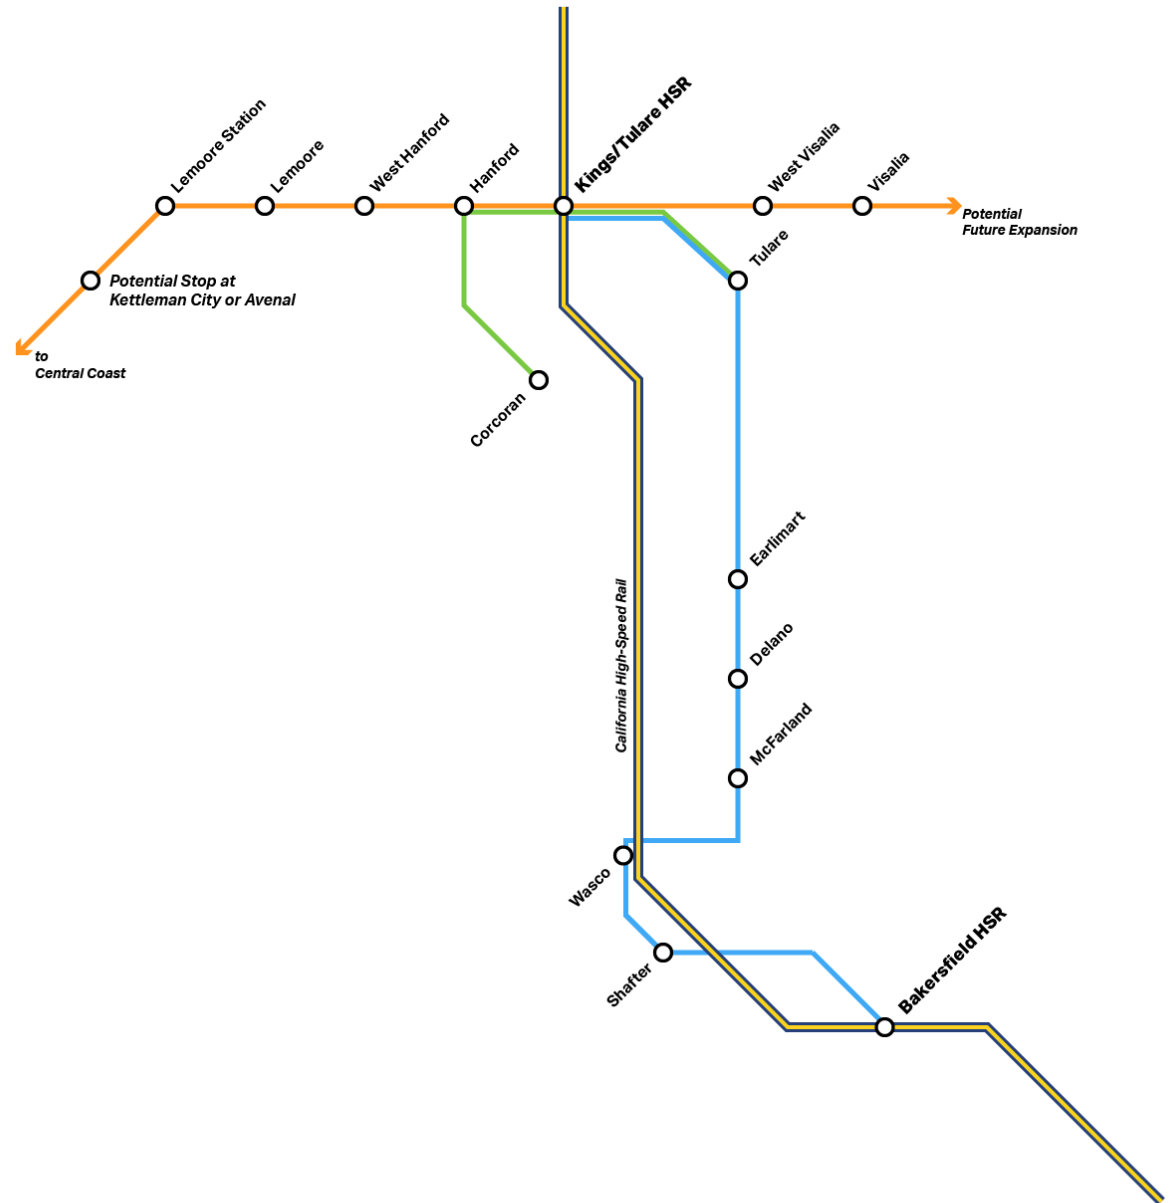 Lemoore Station
Lemoore
West Hanford
Hanford
Kings/Tulare HSR
West Visalia
Visalia
Potential
Future Expansion
Tulare
Potential Stop at
Kettleman City or Avenal
to
Central Coast
Corcoran
Earlimart
California High-Speed Rail
Delano
McFarland
Wasco
Shafter
Bakersfield HSR